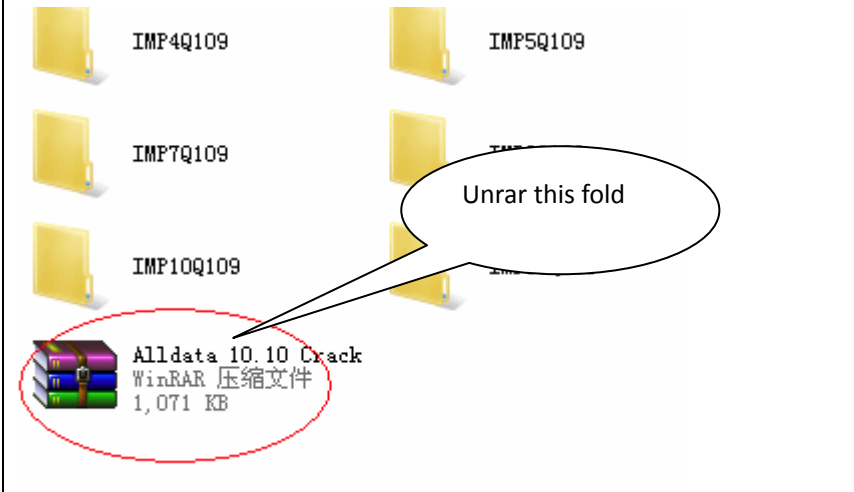 IMP4Q109
IMP5Q109
IMP7Q109
Unrar this fold
IMP10Q109
Alldata 10.10 Crack
WinRAR 压缩文件
1,071 KB